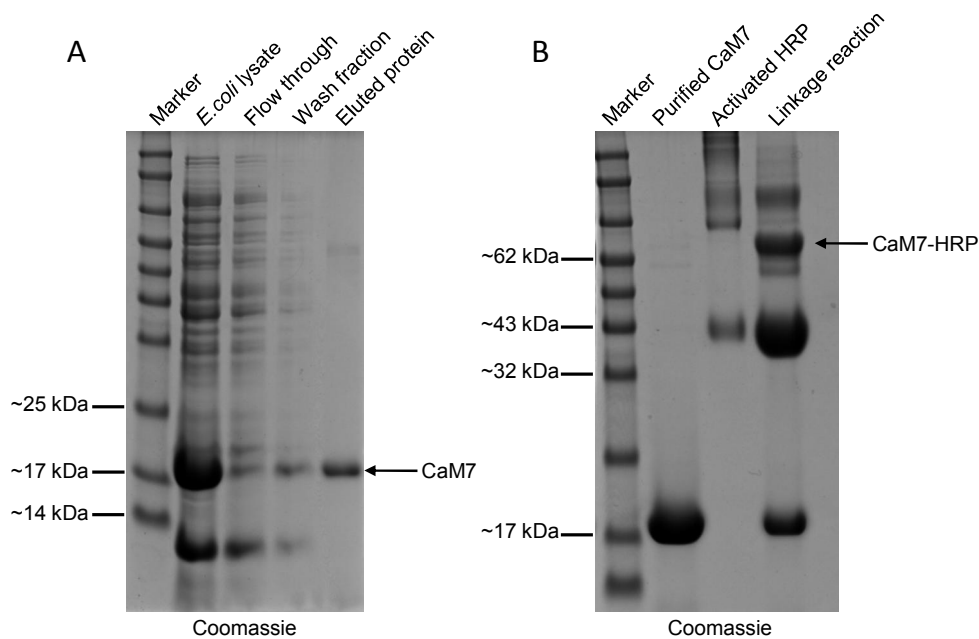 A
Marker
E.coli lysate
Flow through
Wash fraction
Eluted protein
~25 kDa
~17 kDa
~14 kDa
CaM7
Coomassie
B
Marker
Purified CaM7
Activated HRP
Linkage reaction
~62 kDa
~43 kDa
~32 kDa
~17 kDa
CaM7-HRP
Coomassie